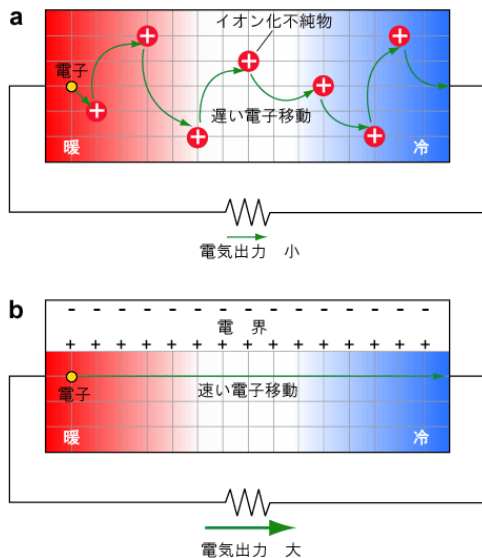 a
イオン化不純物
電子
+
+
+
+
+
+
+
+
遅い電子移動
暖
冷
電気出力 小
b
- - - - - - - - - - - - - - -
電 界
+ + + + + + + + + + + + + + +
速い電子移動
電子
暖
冷
電気出力 大